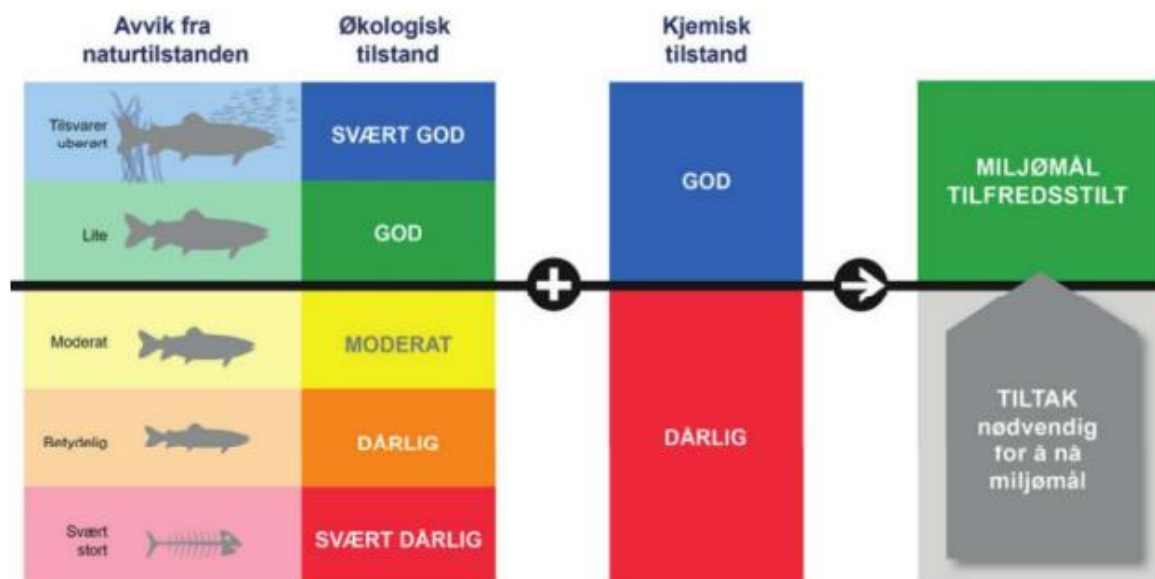 Avvik fra
naturtilstanden
Økologisk
tilstand
Kjemisk
tilstand
Tilsvarer
uberørt
SVÆRT GOD
Lite
GOD
Moderat
MODERAT
Betydelig
DÅRLIG
Svært
stort
SVÆRT DÅRLIG
GOD
DÅRLIG
MILJØMÅL
TILFREDSSTILT
TILTAK
nødvendig
for å nå
miljømål